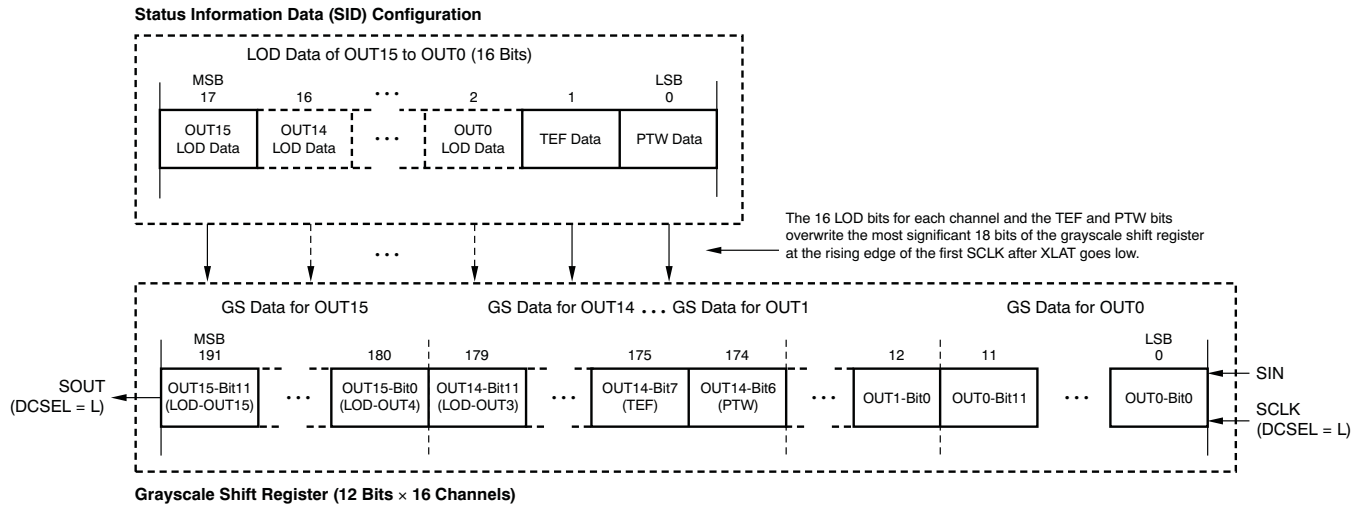 Status Information Data (SID) Configuration
LOD Data of OUT15 to OUT0 (16 Bits)
MSB LSB
17 16 ••• 2 1 0
OUT15 OUT14 OUT0
LOD Data LOD Data ••• LOD Data TEF Data PTW Data
The 16 LOD bits for each channel and the TEF and PTW bits
overwrite the most significant 18 bits of the grayscale shift register
at the rising edge of the first SCLK after XLAT goes low.
•••
GS Data for OUT15 GS Data for OUT14 ••• GS Data for OUT1 GS Data for OUT0
MSB LSB
191 180 179 175 174 12 11 0
SOUT
(DCSEL = L)
OUT15-Bit11 ••• OUT15-Bit0 OUT14-Bit11 ••• OUT14-Bit7 OUT14-Bit6 ••• OUT1-Bit0 OUT0-Bit11 ••• OUT0-Bit0
(LOD-OUT15) (LOD-OUT4) (LOD-OUT3) (TEF) (PTW)
SIN
SCLK
(DCSEL = L)
Grayscale Shift Register (12 Bits × 16 Channels)